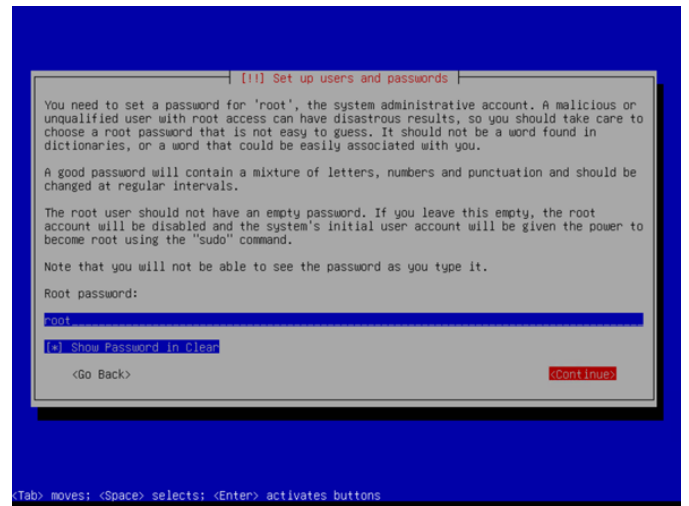 [!!] Set up users and passwords
You need to set a password for 'root', the system administrative account. A malicious or
unqualified user with root access can have disastrous results, so you should take care to
choose a root password that is not easy to guess. It should not be a word found in
dictionaries, or a word that could be easily associated with you.
A good password will contain a mixture of letters, numbers and punctuation and should be
changed at regular intervals.
The root user should not have an empty password. If you leave this empty, the root
account will be disabled and the system's initial user account will be given the power to
become root using the "sudo" command.
Note that you will not be able to see the password as you type it.
Root password:
root
[*] Show Password in Clear
<Go Back> <Continue>
<Tab> moves; <Space> selects; <Enter> activates buttons